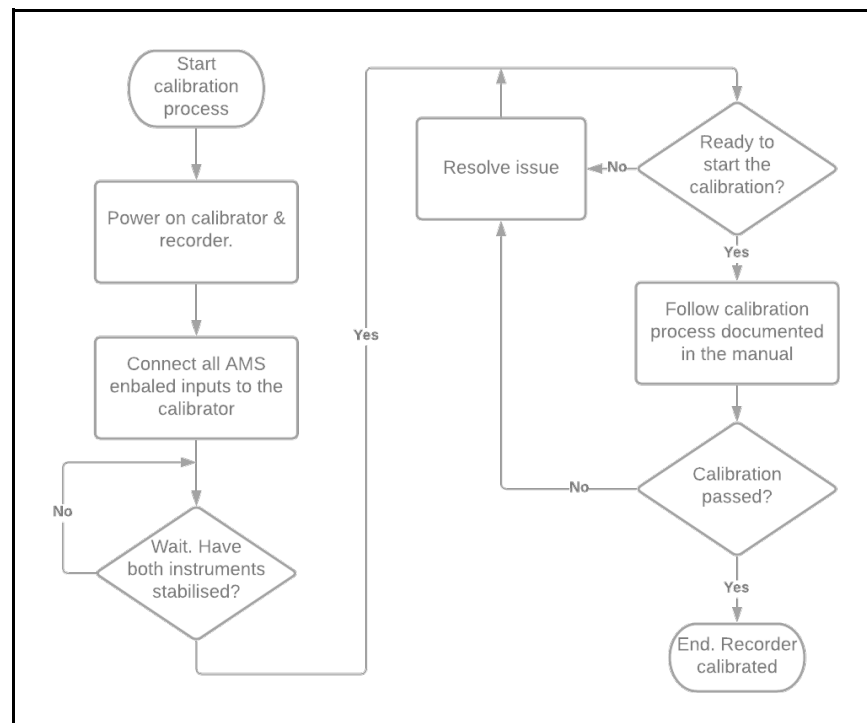 Start
calibration
process
Power on calibrator &
recorder.
Connect all AMS
enbaled inputs to the
calibrator
No
Wait. Have
both instruments
stabilised?
Yes
Resolve issue
No
Ready to
start the
calibration?
Yes
Follow calibration
process documented
in the manual
No
Calibration
passed?
Yes
End. Recorder
calibrated